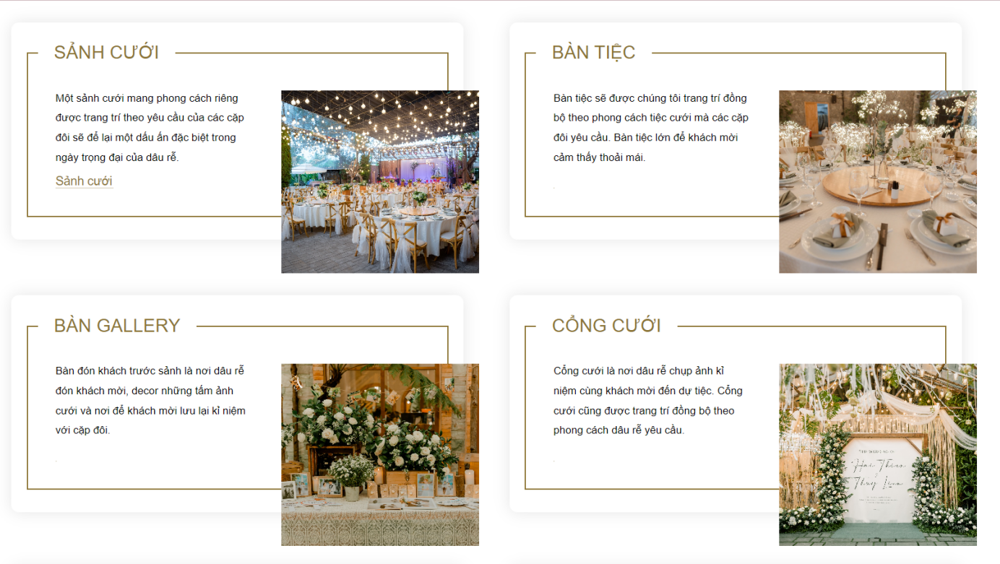 SẢNH CƯỚI
Một sảnh cưới mang phong cách riêng
được trang trí theo yêu cầu của các cặp
đôi sẽ để lại một dấu ấn đặc biệt trong
ngày trọng đại của dâu rễ.
Sảnh cưới
BÀN TIỆC
Bàn tiệc sẽ được chúng tôi trang trí đồng
bộ theo phong cách tiệc cưới mà các cặp
đôi yêu cầu. Bàn tiệc lớn để khách mời
cảm thấy thoải mái.
BÀN GALLERY
Bàn đón khách trước sảnh là nơi dâu rễ
đón khách mời, decor những tấm ảnh
cưới và nơi để khách mời lưu lại kỉ niệm
với cặp đôi.
CỔNG CƯỚI
Cổng cưới là nơi dâu rễ chụp ảnh kỉ
niệm cùng khách mời đến dự tiệc. Cổng
cưới cũng được trang trí đồng bộ theo
phong cách dâu rễ yêu cầu.